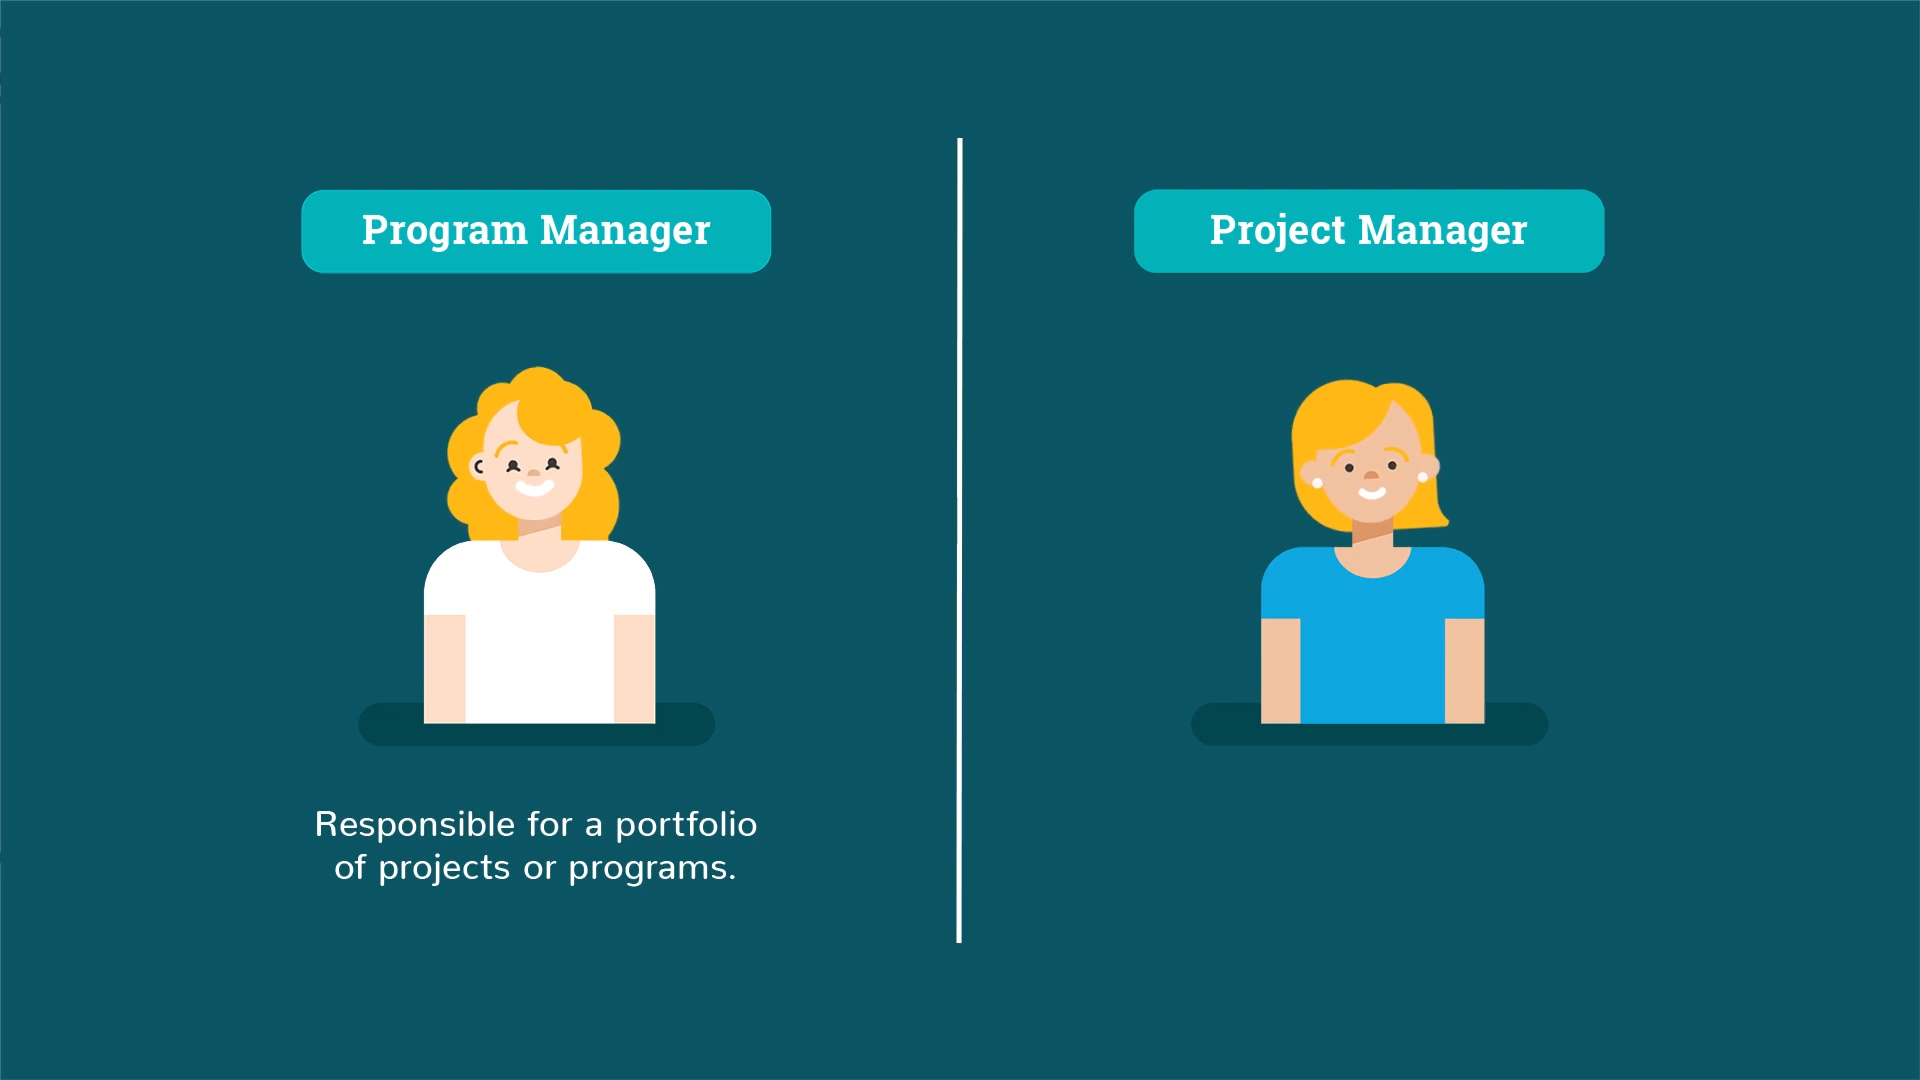 Program Manager
Project Manager
Responsible for a portfolio
of projects or programs.